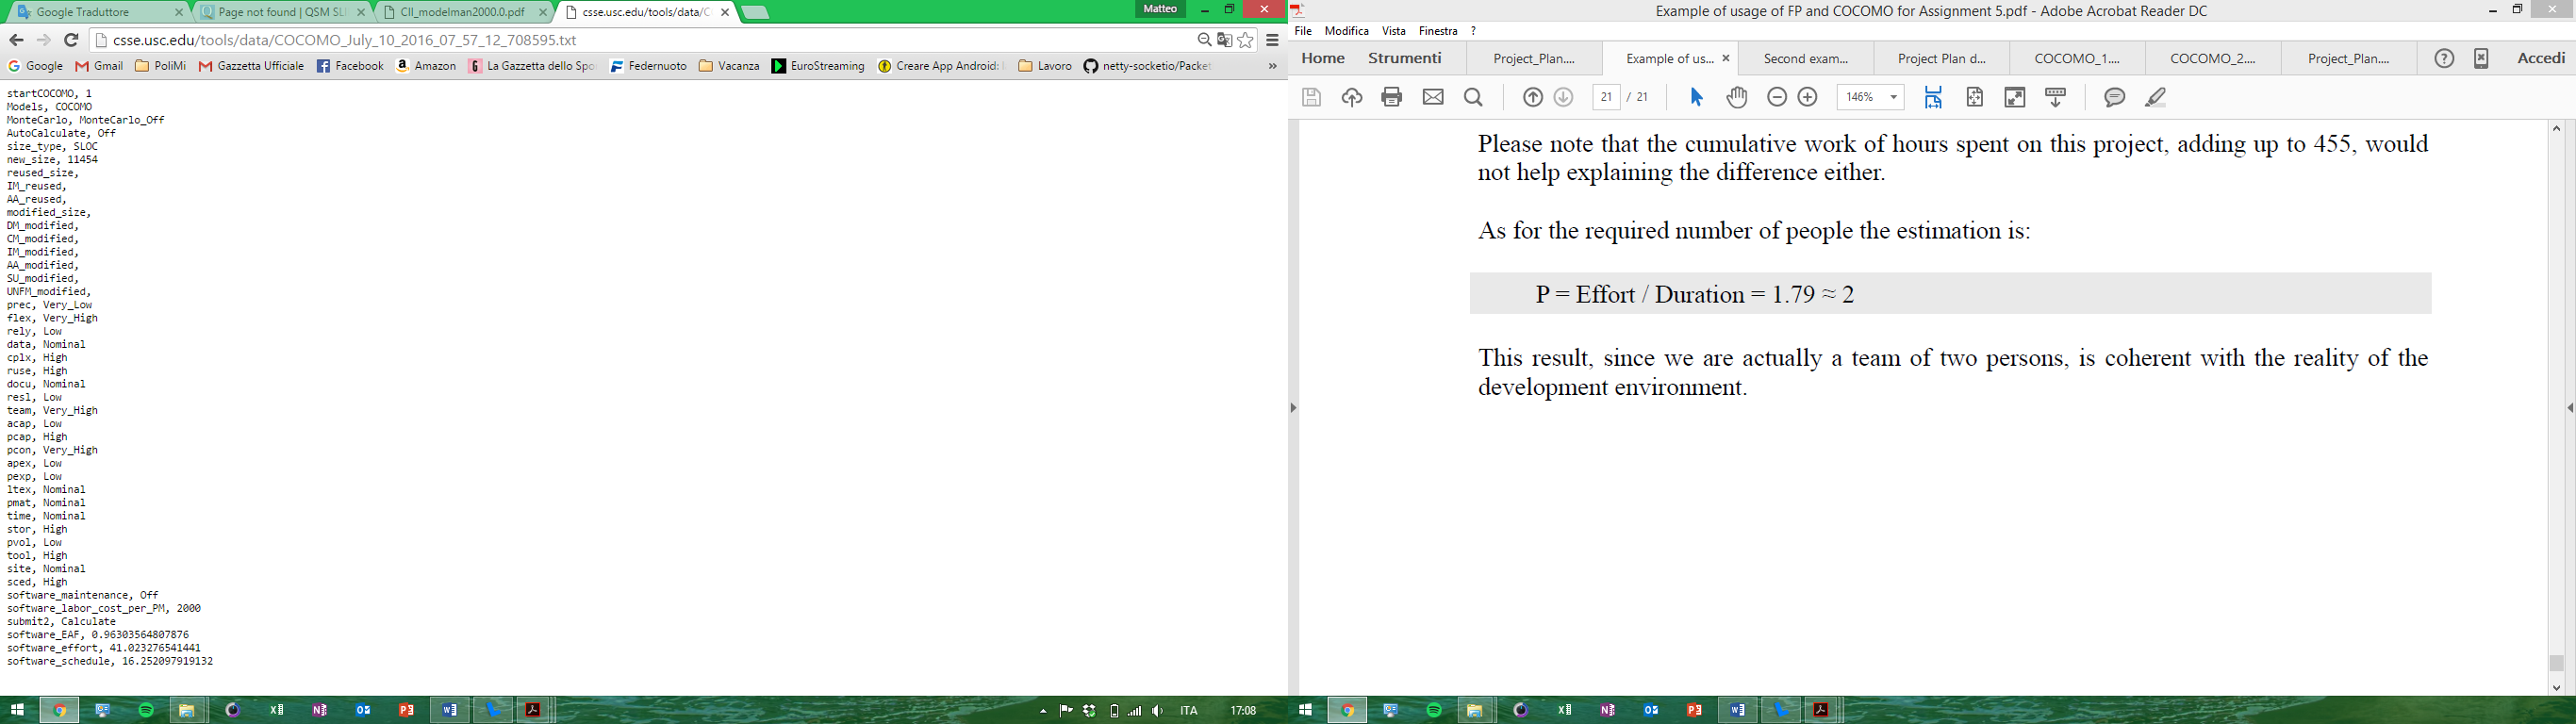 Google Traduttore
Page not found | QSM SLI
CII_modelman2000.0.pdf
csse.usc.edu/tools/data/C
Matteo
csse.usc.edu/tools/data/COCOMO_July_10_2016_07_57_12_708595.txt
Google Gmail PoliMi Gazzetta Ufficiale Facebook Amazon La Gazzetta dello Spo Federnuoto Vacanza EuroStreaming Creare App Android: Lavoro netty-socketio/Packet »
startCOCOMO, 1
Models, COCOMO
MonteCarlo, MonteCarlo_Off
AutoCalculate, Off
size_type, SLOC
new_size, 11454
reused_size,
IM_reused,
AA_reused,
modified_size,
DM_modified,
CM_modified,
IM_modified,
AA_modified,
SU_modified,
UNFM_modified,
prec, Very_Low
flex, Very_High
rely, Low
data, Nominal
cplx, High
ruse, High
docu, Nominal
resl, Low
team, Very_High
acap, Low
pcap, High
pcon, Very_High
apex, Low
pexp, Low
ltex, Nominal
pmat, Nominal
time, Nominal
stor, High
pvol, Low
tool, High
site, Nominal
sced, High
software_maintenance, Off
software_labor_cost_per_PM, 2000
submit2, Calculate
software_EAF, 0.96303564807876
software_effort, 41.023276541441
software_schedule, 16.252097919132
ITA 17:08
Example of usage of FP and COCOMO for Assignment 5.pdf - Adobe Acrobat Reader DC
File Modifica Vista Finestra ?
Home Strumenti Project_Plan.... Example of us... Second exam... Project Plan d... COCOMO_1.... COCOMO_2.... Project_Plan.... Accedi
21 / 21 146%
Please note that the cumulative work of hours spent on this project, adding up to 455, would
not help explaining the difference either.
As for the required number of people the estimation is:
P = Effort / Duration = 1.79 ≈ 2
This result, since we are actually a team of two persons, is coherent with the reality of the
development environment.